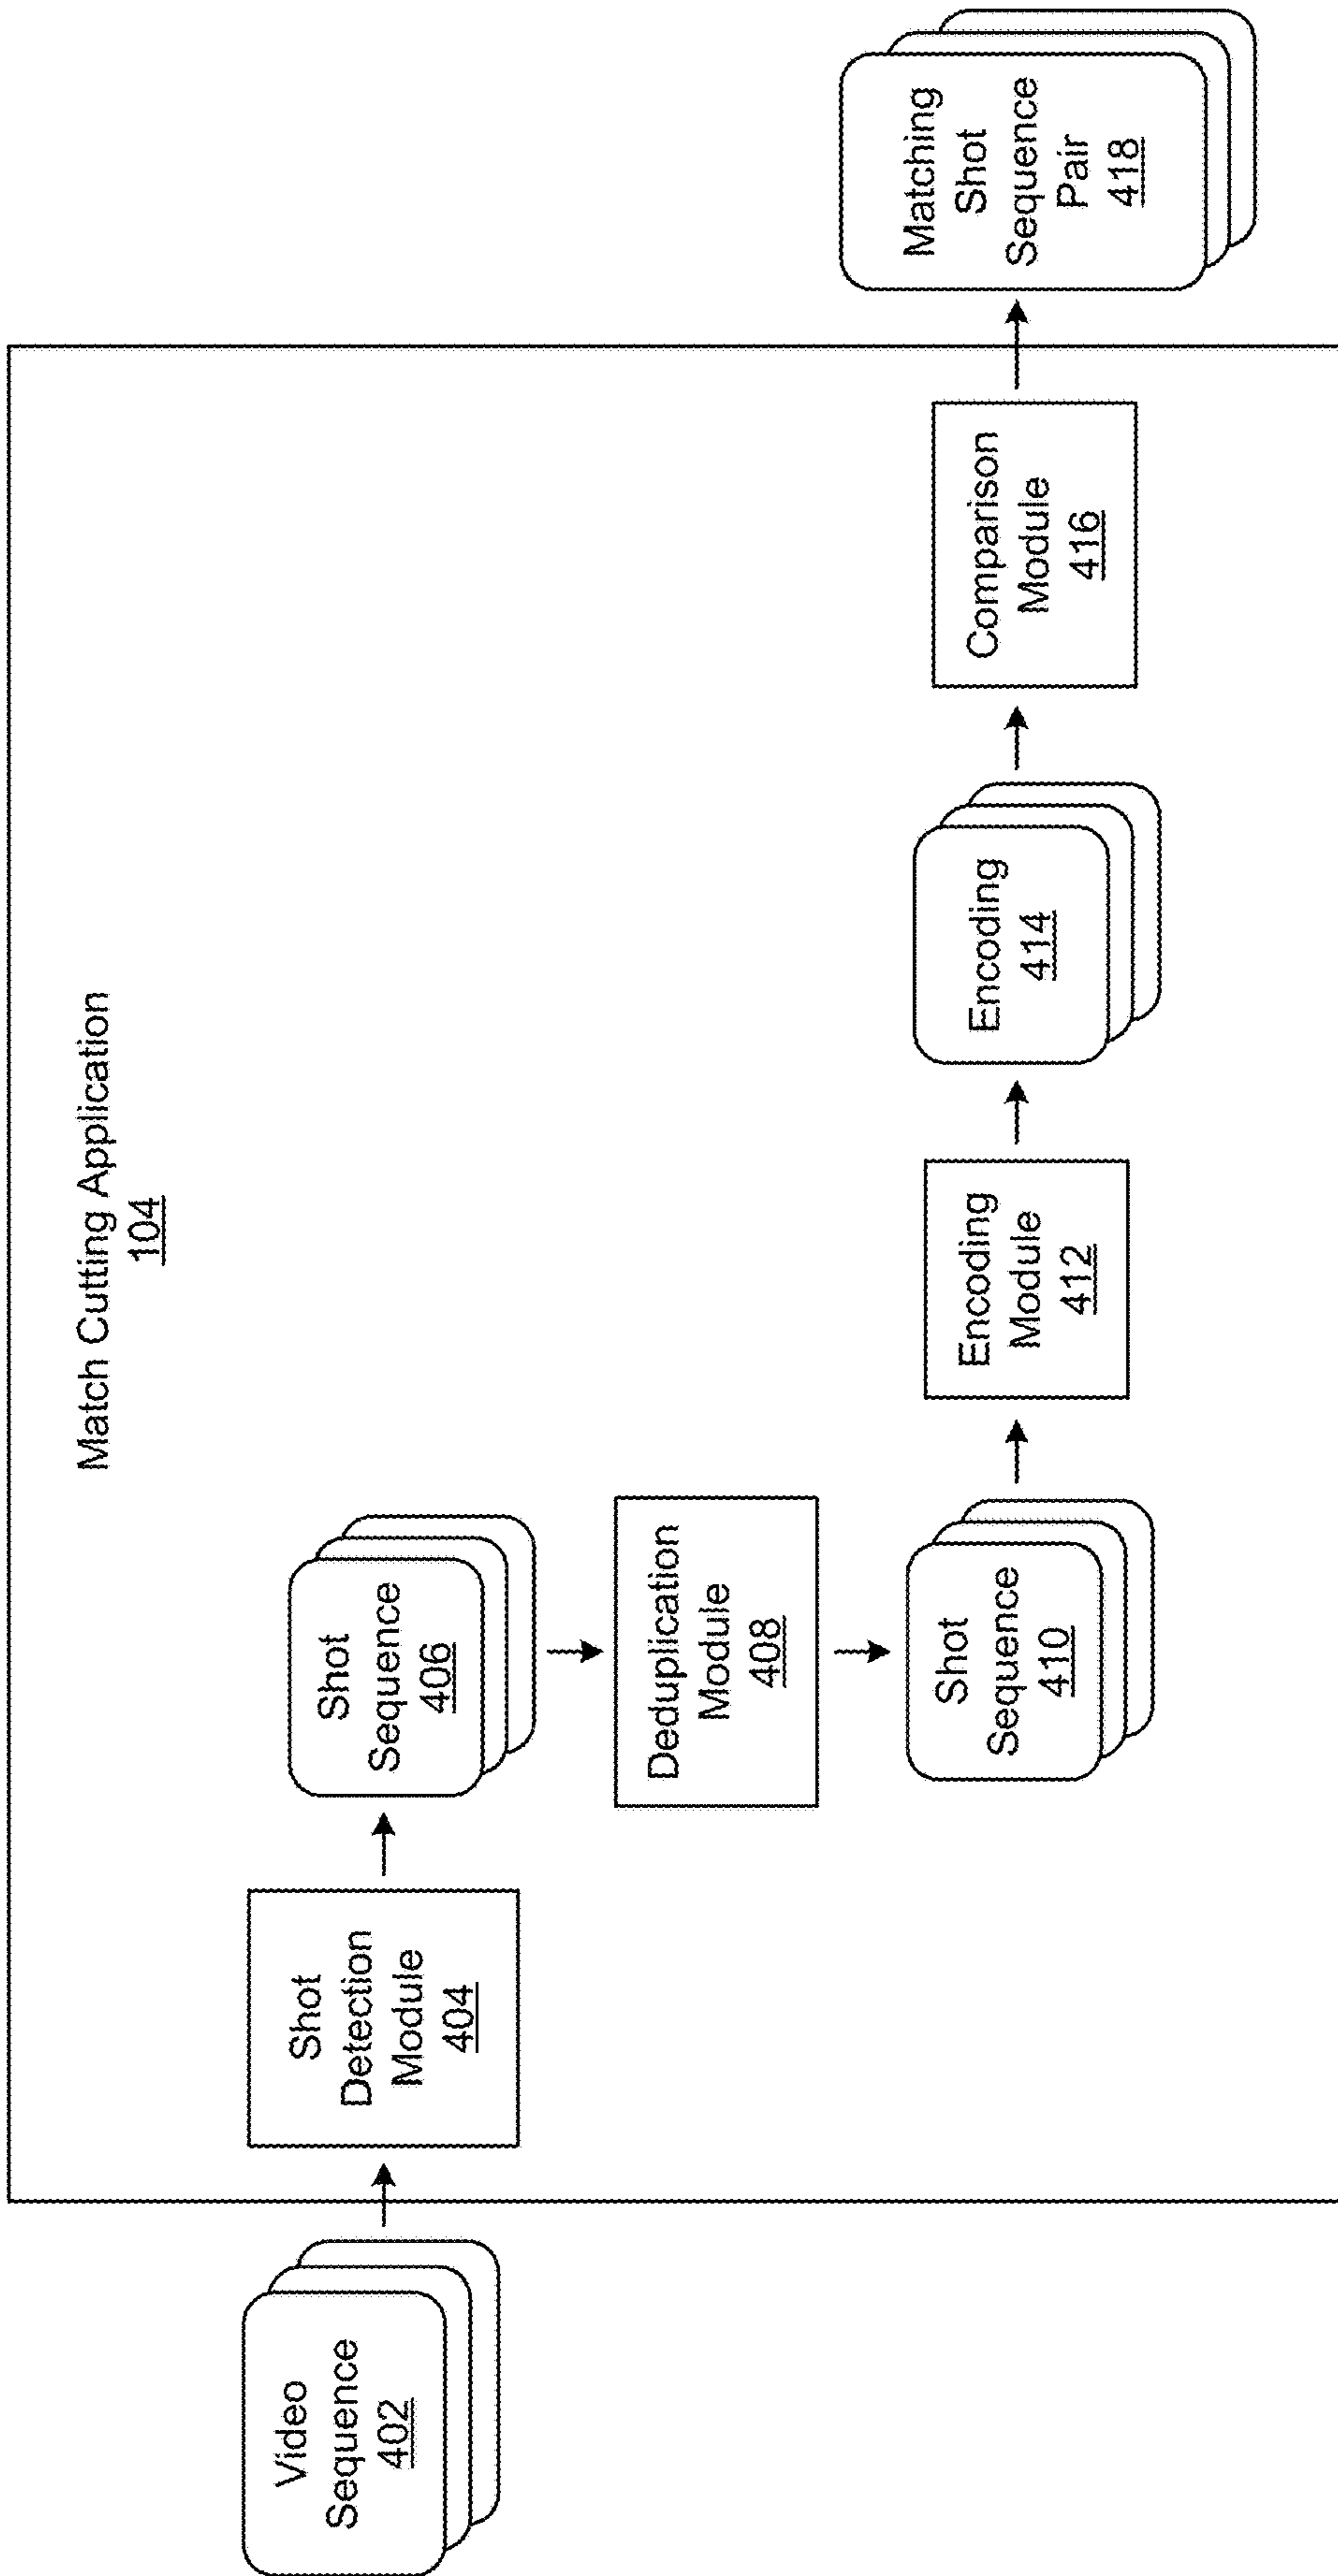 Match Cutting Application
104
Video
Sequence
402
Shot
Detection
Module
404
Shot
Sequence
406
Deduplication
Module
408
Shot
Sequence
410
Encoding
Module
412
Encoding
414
Comparison
Module
416
Matching
Shot
Sequence
Pair
418